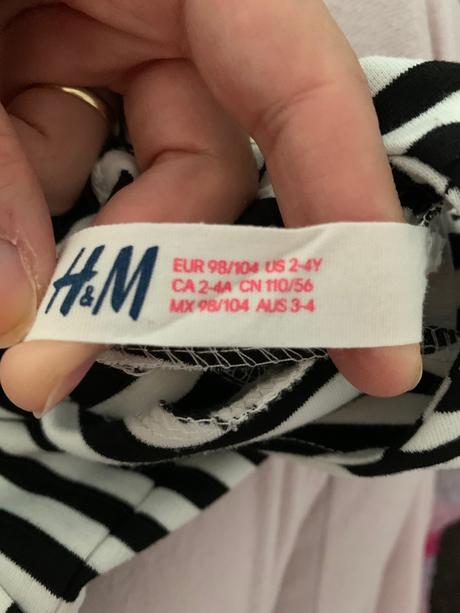 H&M
EUR 98/104 US 2-4Y
CA 2-4A CN 110/56
MX 98/104 AUS 3-4